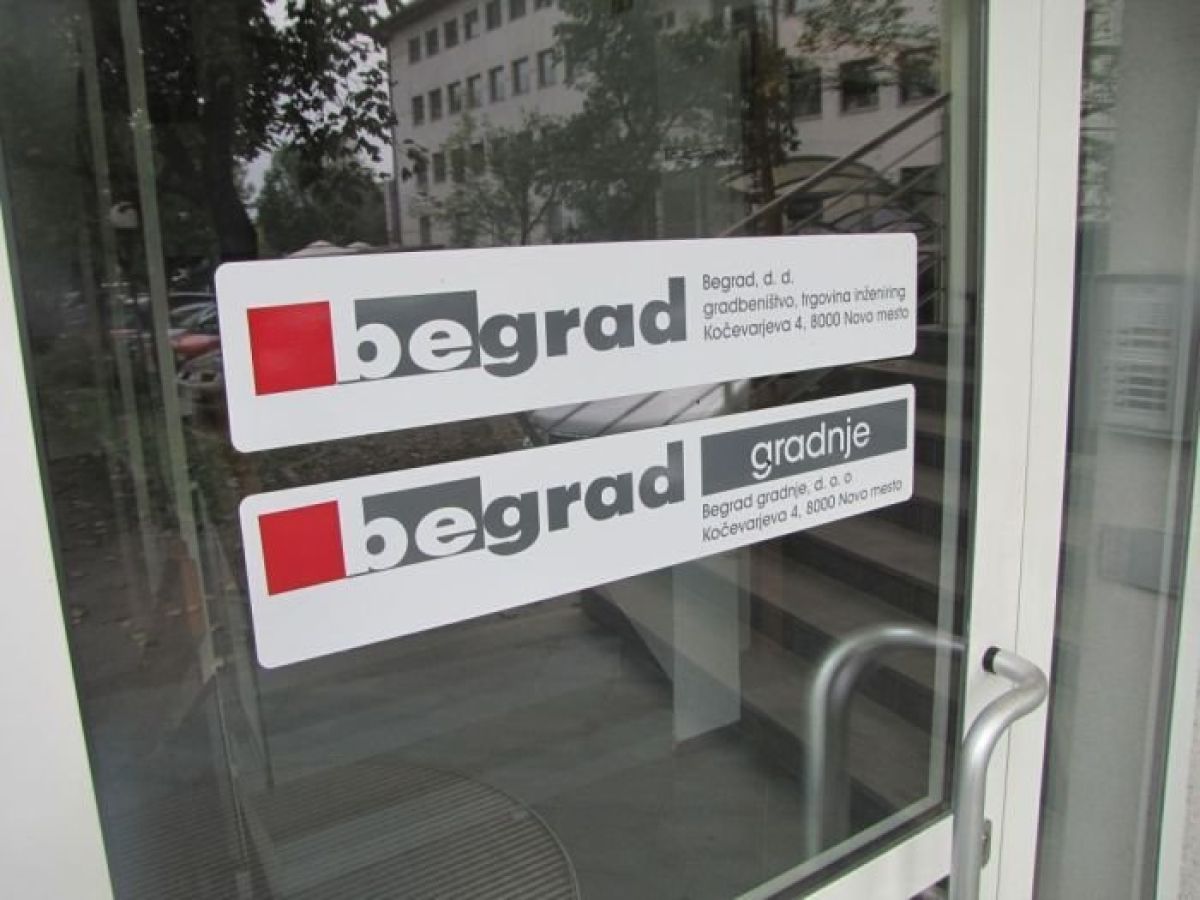 begrad
Begrad, d. d.
gradbeništvo, trgovina inženiring
Kočevarjeva 4, 8000 Novo mesto
begrad
gradnje
Begrad gradnje, d. o. o
Kočevarjeva 4, 8000 Novo mesto